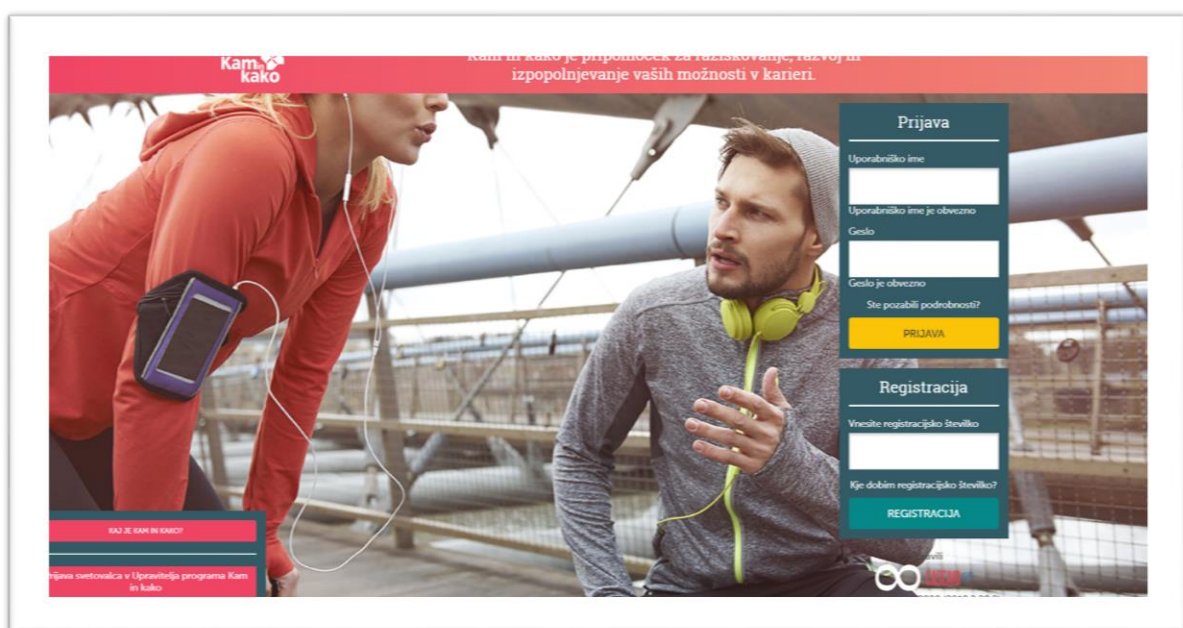 Kam in
kako
Kam in kako je pripomoček za raziskovanje, razvoj in
izpopolnjevanje vaših možnosti v karieri.
Prijava
Uporabniško ime
Uporabniško ime je obvezno
Geslo
Geslo je obvezno
Ste pozabili podrobnosti?
PRIJAVA
Registracija
Vnesite registracijsko številko
Kje dobim registracijsko številko?
REGISTRACIJA
KAJ JE KAM IN KAKO?
rijava svetovalca v Upravitelja programa Kam
in kako